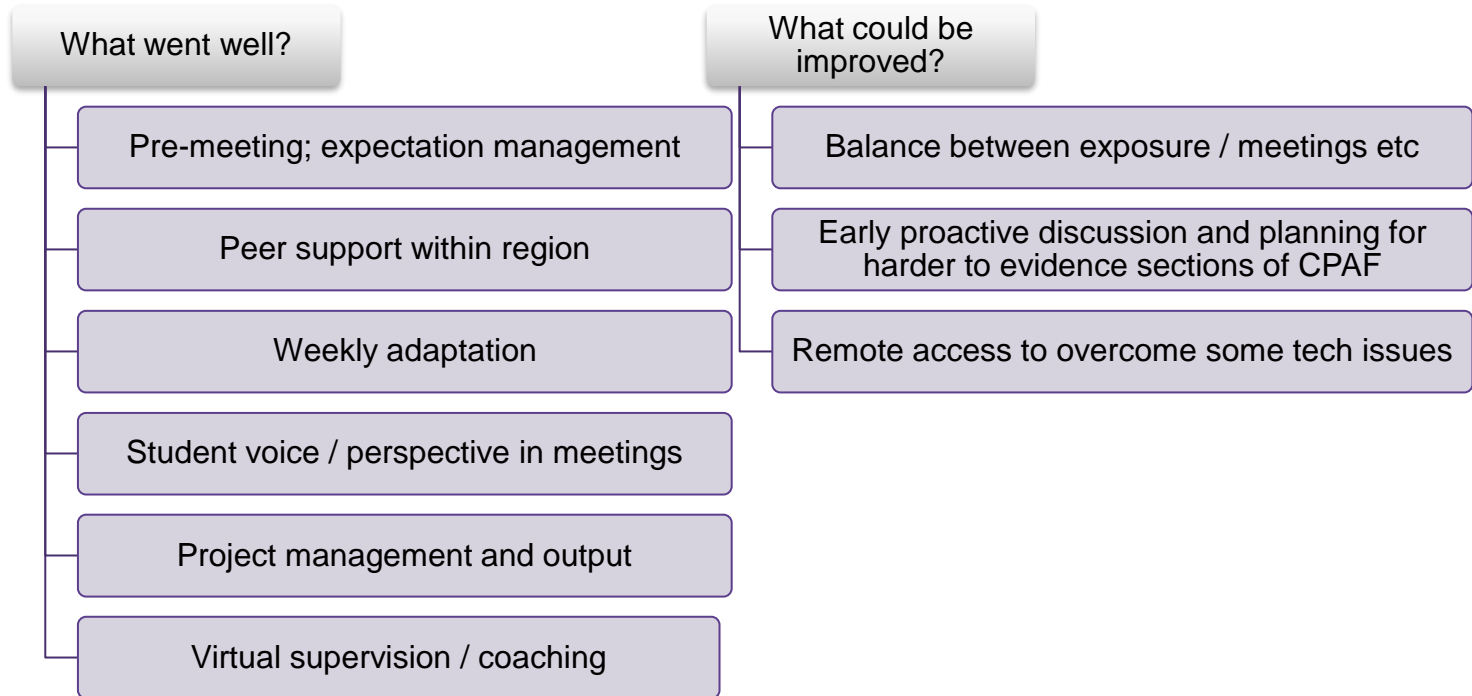 What went well?
Pre-meeting; expectation management
Peer support within region
Weekly adaptation
Student voice / perspective in meetings
Project management and output
Virtual supervision / coaching
What could be
improved?
Balance between exposure / meetings etc
Early proactive discussion and planning for
harder to evidence sections of CPAF
Remote access to overcome some tech issues